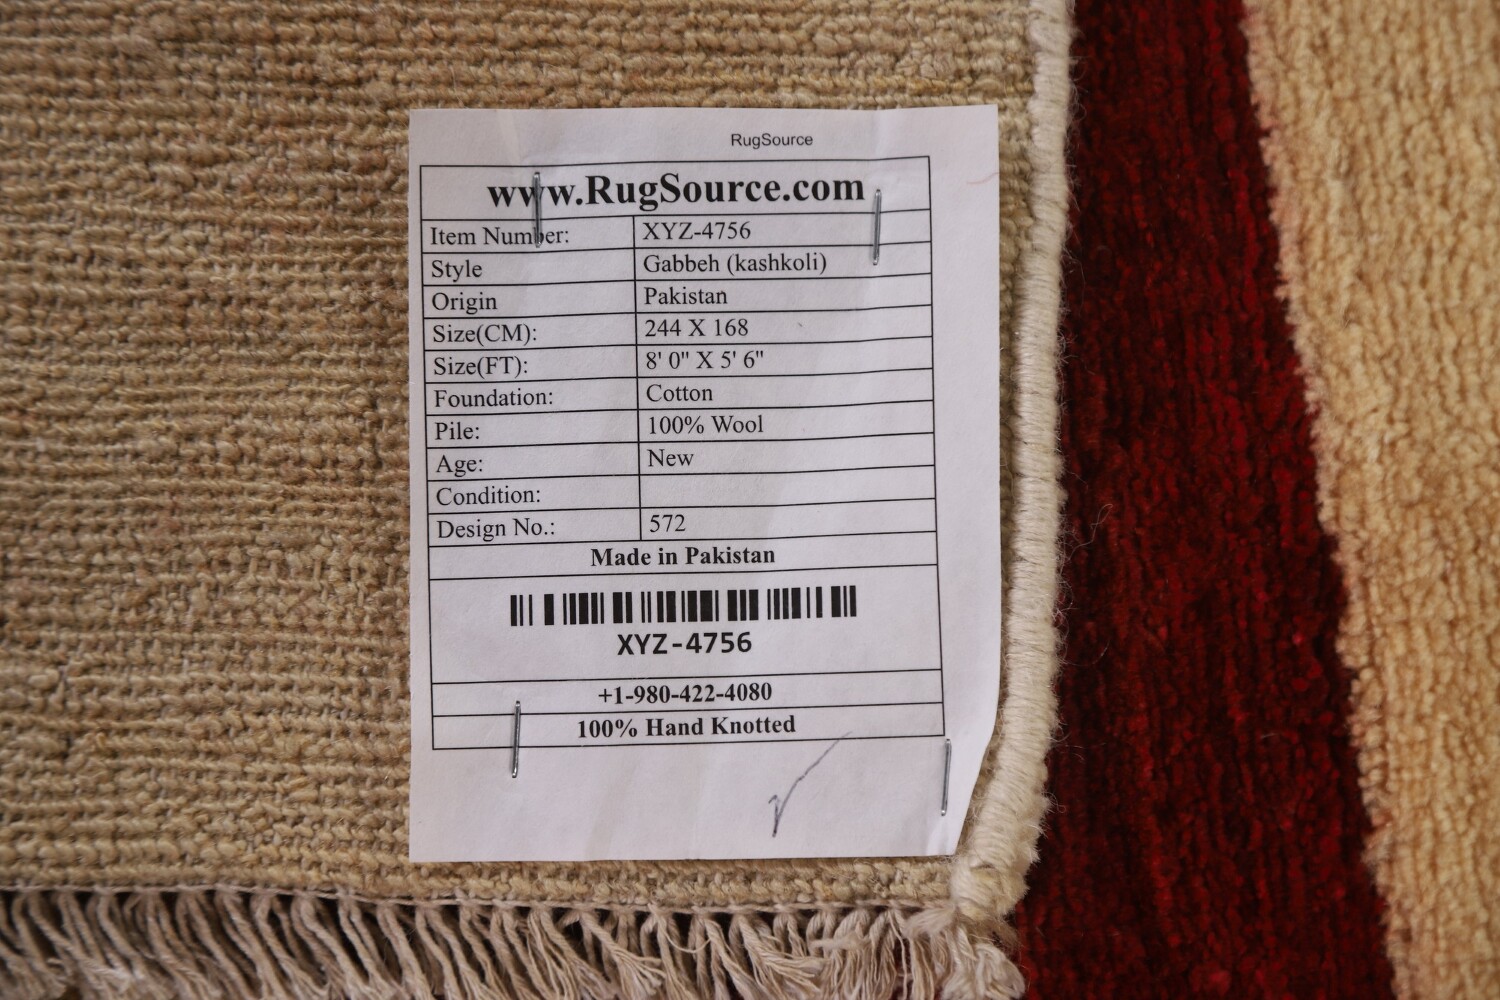 RugSource
www.RugSource.com
Item Number: XYZ-4756
Style Gabbeh (kashkoli)
Origin Pakistan
Size(CM): 244 X 168
Size(FT): 8' 0" X 5' 6"
Foundation: Cotton
Pile: 100% Wool
Age: New
Condition:
Design No.: 572
Made in Pakistan
XYZ-4756
+1-980-422-4080
100% Hand Knotted